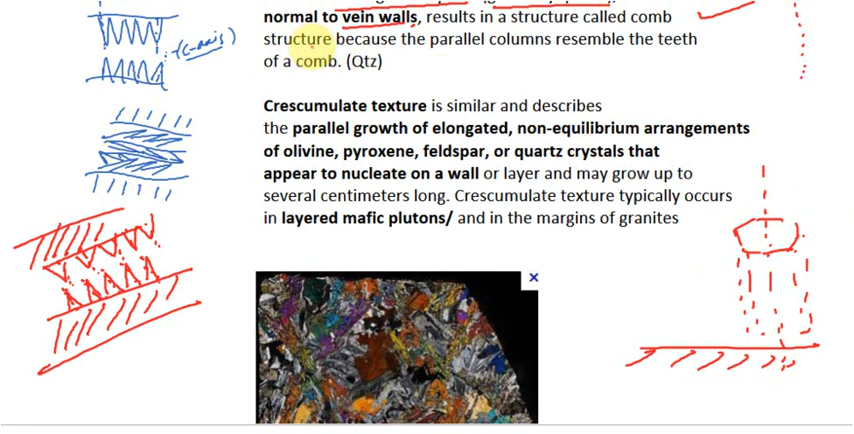 normal to vein walls, results in a structure called comb
structure because the parallel columns resemble the teeth
of a comb. (Qtz)
(c-axis)
Crescumulate texture is similar and describes
the parallel growth of elongated, non-equilibrium arrangements
of olivine, pyroxene, feldspar, or quartz crystals that
appear to nucleate on a wall or layer and may grow up to
several centimeters long. Crescumulate texture typically occurs
in layered mafic plutons/ and in the margins of granites